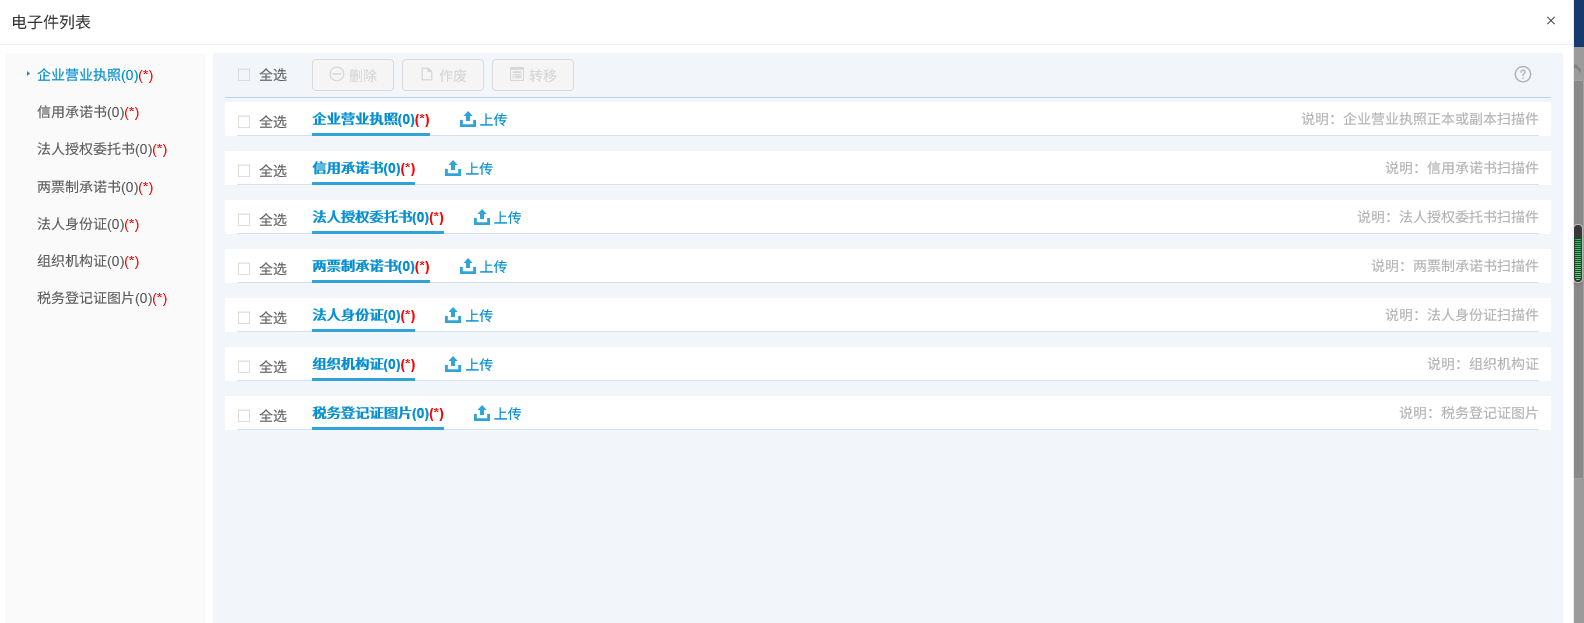 电子件列表
企业营业执照(0)(*)
信用承诺书(0)(*)
法人授权委托书(0)(*)
两票制承诺书(0)(*)
法人身份证(0)(*)
组织机构证(0)(*)
税务登记证图片(0)(*)
全选 删除 作废 转移
全选 企业营业执照(0)(*) 上传 说明：企业营业执照正本或副本扫描件
全选 信用承诺书(0)(*) 上传 说明：信用承诺书扫描件
全选 法人授权委托书(0)(*) 上传 说明：法人授权委托书扫描件
全选 两票制承诺书(0)(*) 上传 说明：两票制承诺书扫描件
全选 法人身份证(0)(*) 上传 说明：法人身份证扫描件
全选 组织机构证(0)(*) 上传 说明：组织机构证
全选 税务登记证图片(0)(*) 上传 说明：税务登记证图片